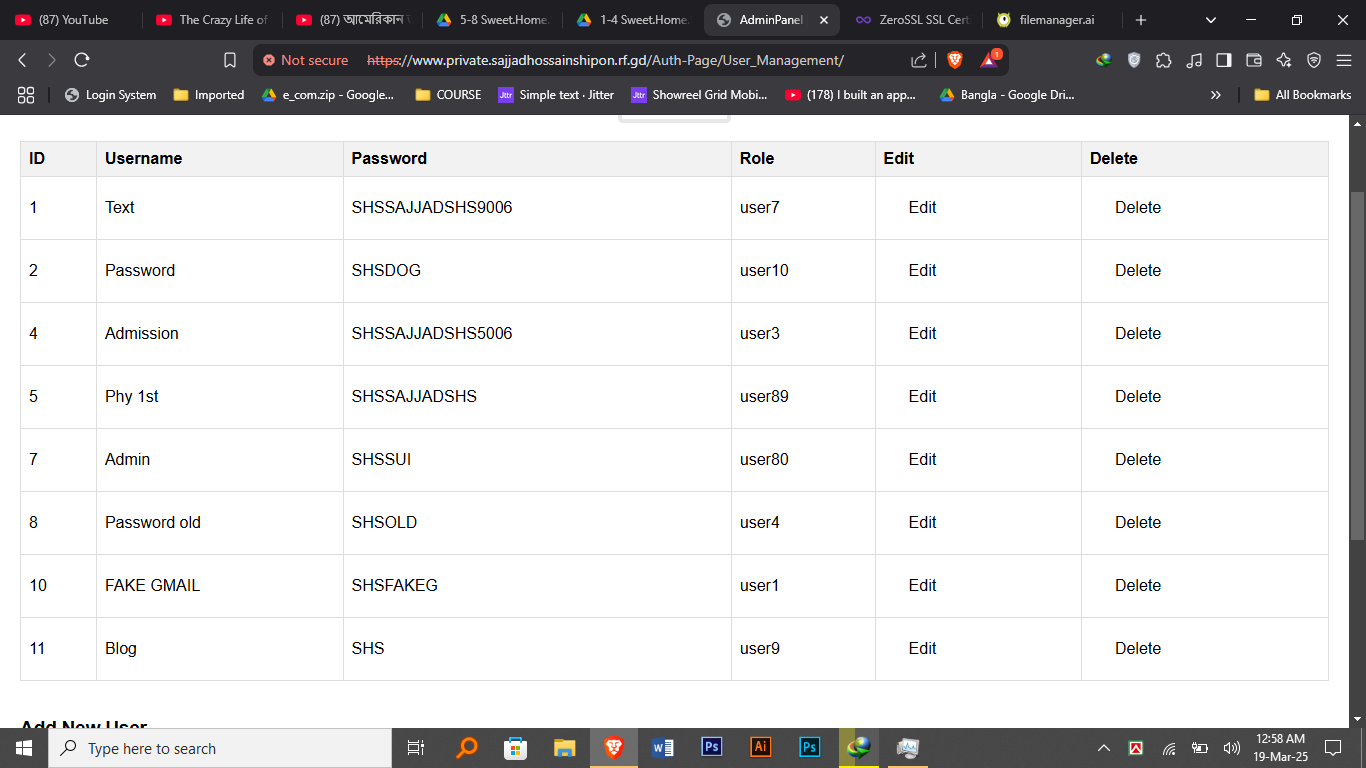 (87) YouTube
The Crazy Life of
(87) আমেরিকান
5-8 Sweet.Home.
1-4 Sweet.Home.
AdminPanel
ZeroSSL SSL Cert
filemanager.ai
Not secure https://www.private.sajjadhossainshipon.rf.gd/Auth-Page/User_Management/
1
Login System
Imported
e_com.zip - Google...
COURSE
Jttr Simple text · Jitter
Jttr Showreel Grid Mobi...
(178) I built an app...
Bangla - Google Dri...
All Bookmarks
ID Username Password Role Edit Delete
1 Text SHSSAJJADSHS9006 user7 Edit Delete
2 Password SHSDOG user10 Edit Delete
4 Admission SHSSAJJADSHS5006 user3 Edit Delete
5 Phy 1st SHSSAJJADSHS user89 Edit Delete
7 Admin SHSSUI user80 Edit Delete
8 Password old SHSOLD user4 Edit Delete
10 FAKE GMAIL SHSFAKEG user1 Edit Delete
11 Blog SHS user9 Edit Delete
Add New User
Type here to search
Ps
Ai
Ps
12:58 AM
19-Mar-25